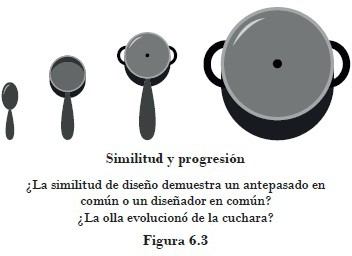 Similitud y progresión
¿La similitud de diseño demuestra un antepasado en
común o un diseñador en común?
¿La olla evolucionó de la cuchara?
Figura 6.3